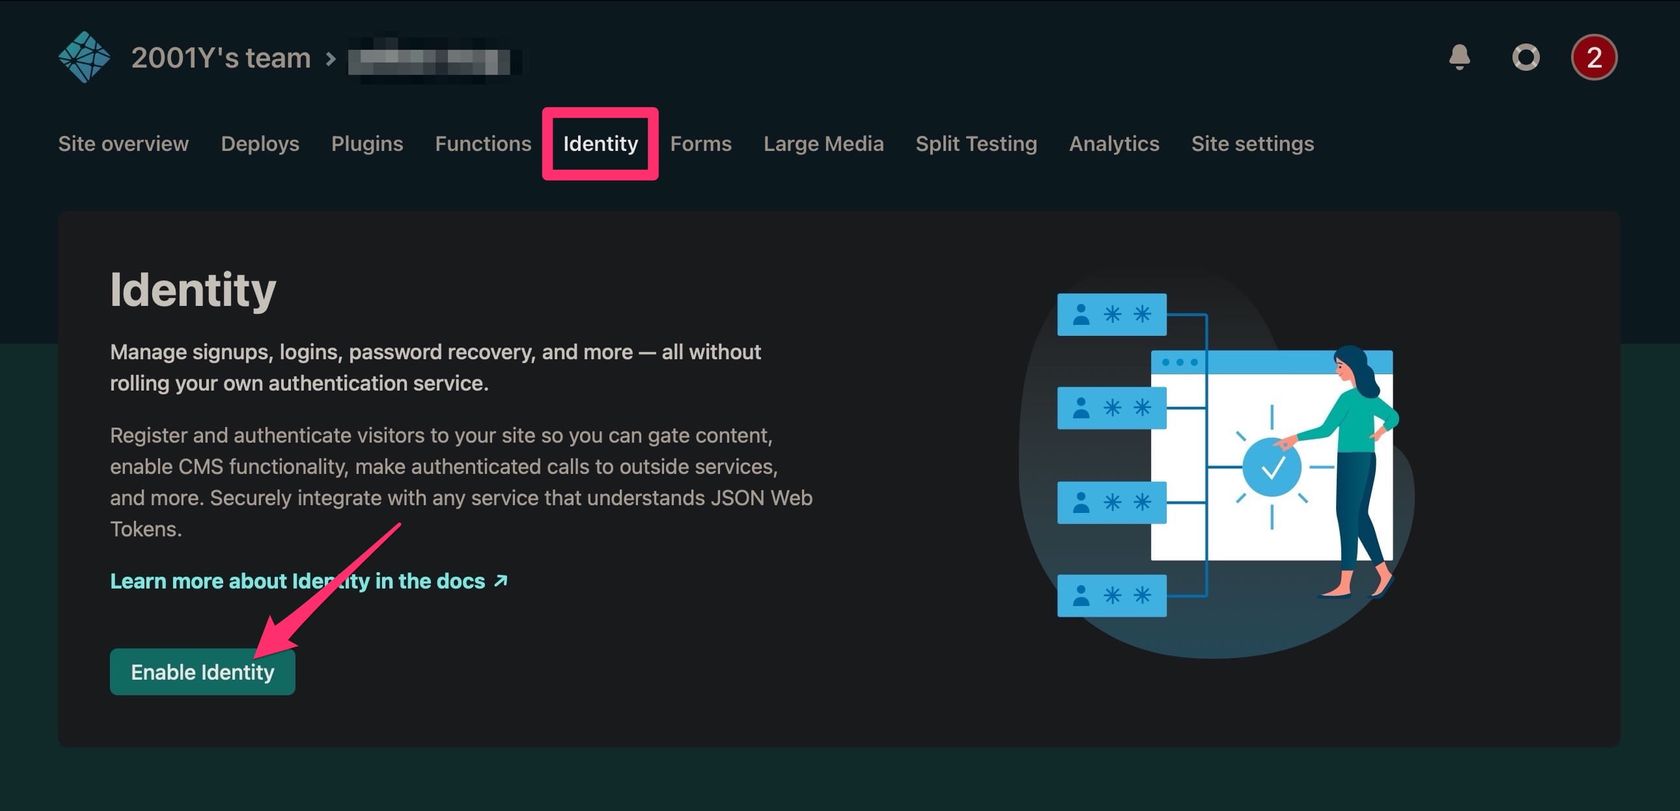 2001Y's team >
2
Site overview Deploys Plugins Functions Identity Forms Large Media Split Testing Analytics Site settings
Identity
Manage signups, logins, password recovery, and more — all without
rolling your own authentication service.
Register and authenticate visitors to your site so you can gate content,
enable CMS functionality, make authenticated calls to outside services,
and more. Securely integrate with any service that understands JSON Web
Tokens.
Learn more about Identity in the docs ↗
Enable Identity